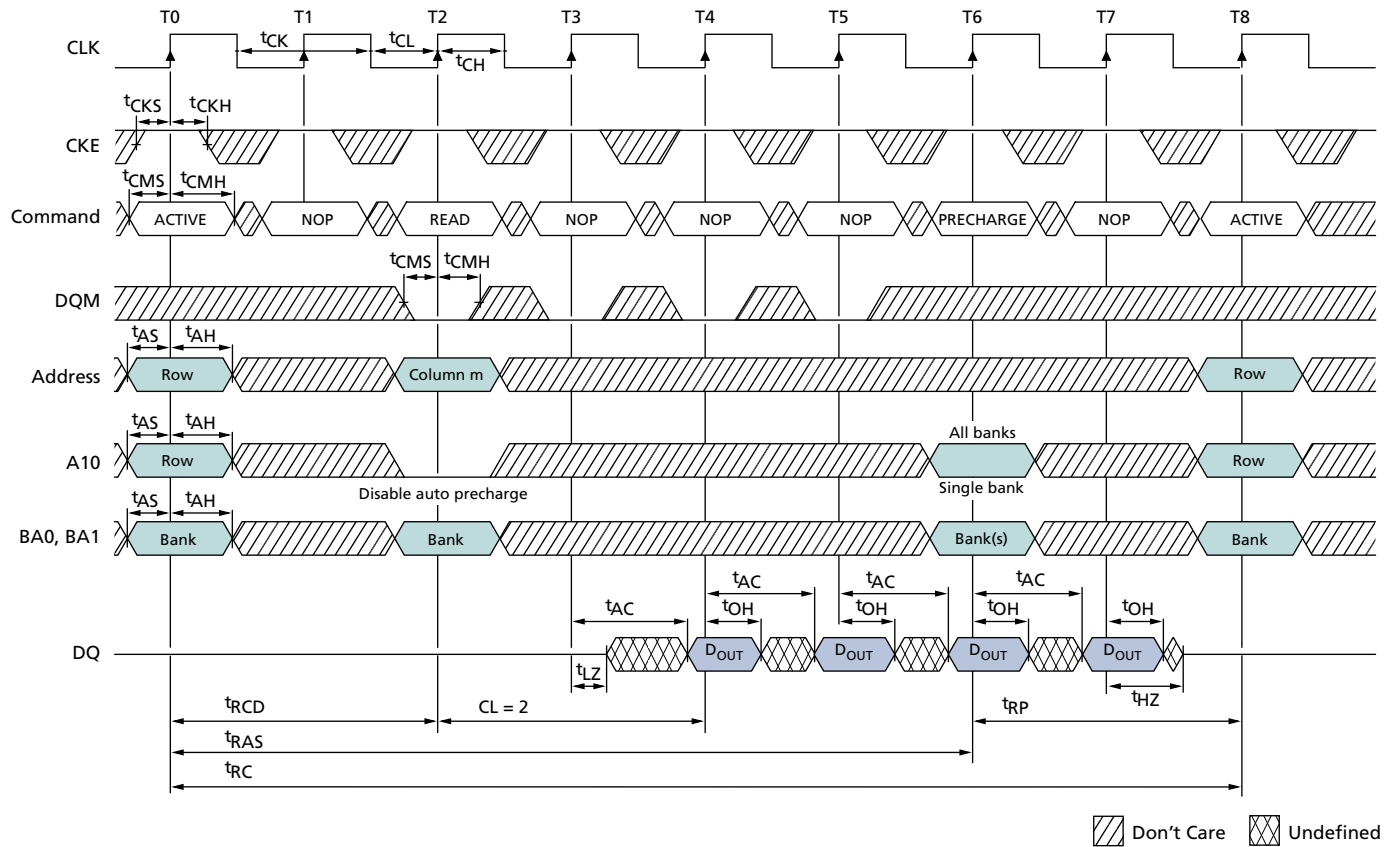 T0 T1 T2 T3 T4 T5 T6 T7 T8
CLK tCK tCL tCH
tCKS tCKH
CKE
tCMS tCMH
Command ACTIVE NOP READ NOP NOP NOP PRECHARGE NOP ACTIVE
tCMS tCMH
DQM
tAS tAH
Address Row Column m Row
tAS tAH All banks
A10 Row Row
Disable auto precharge Single bank
tAS tAH
BA0, BA1 Bank Bank Bank(s) Bank
tAC tAC tAC
tAC tOH tOH tOH tOH
DQ DOUT DOUT DOUT DOUT
tLZ tHZ
tRCD CL = 2 tRP
tRAS
tRC
Don't Care Undefined